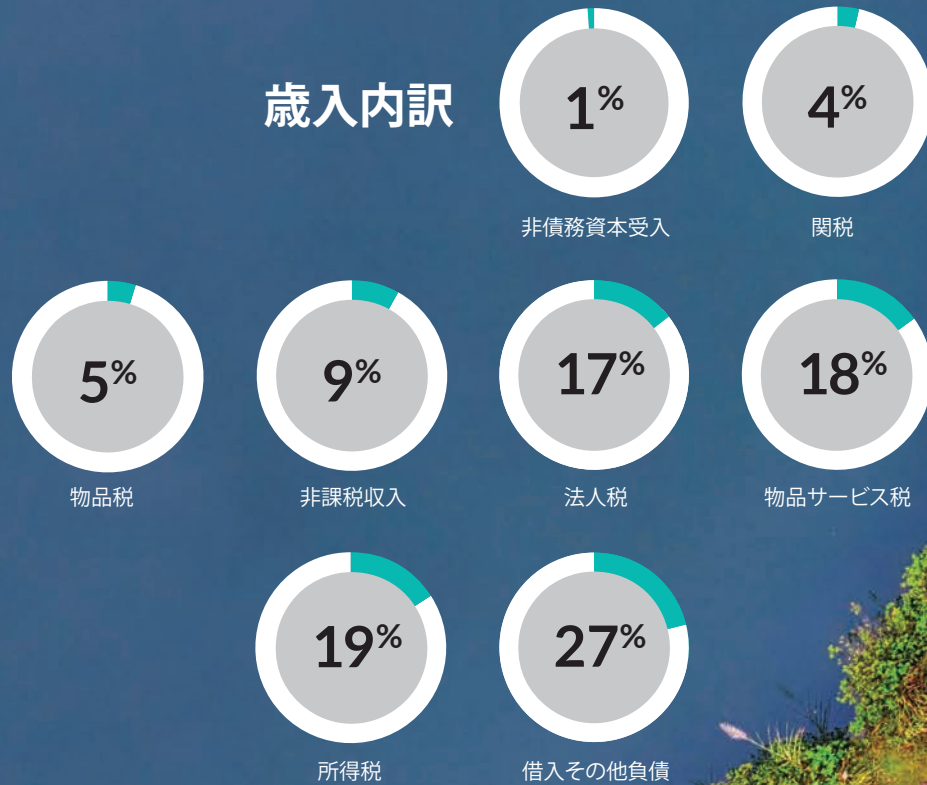 歳入内訳
1%
非債務資本受入
4%
関税
5%
物品税
9%
非課税収入
17%
法人税
18%
物品サービス税
19%
所得税
27%
借入その他負債